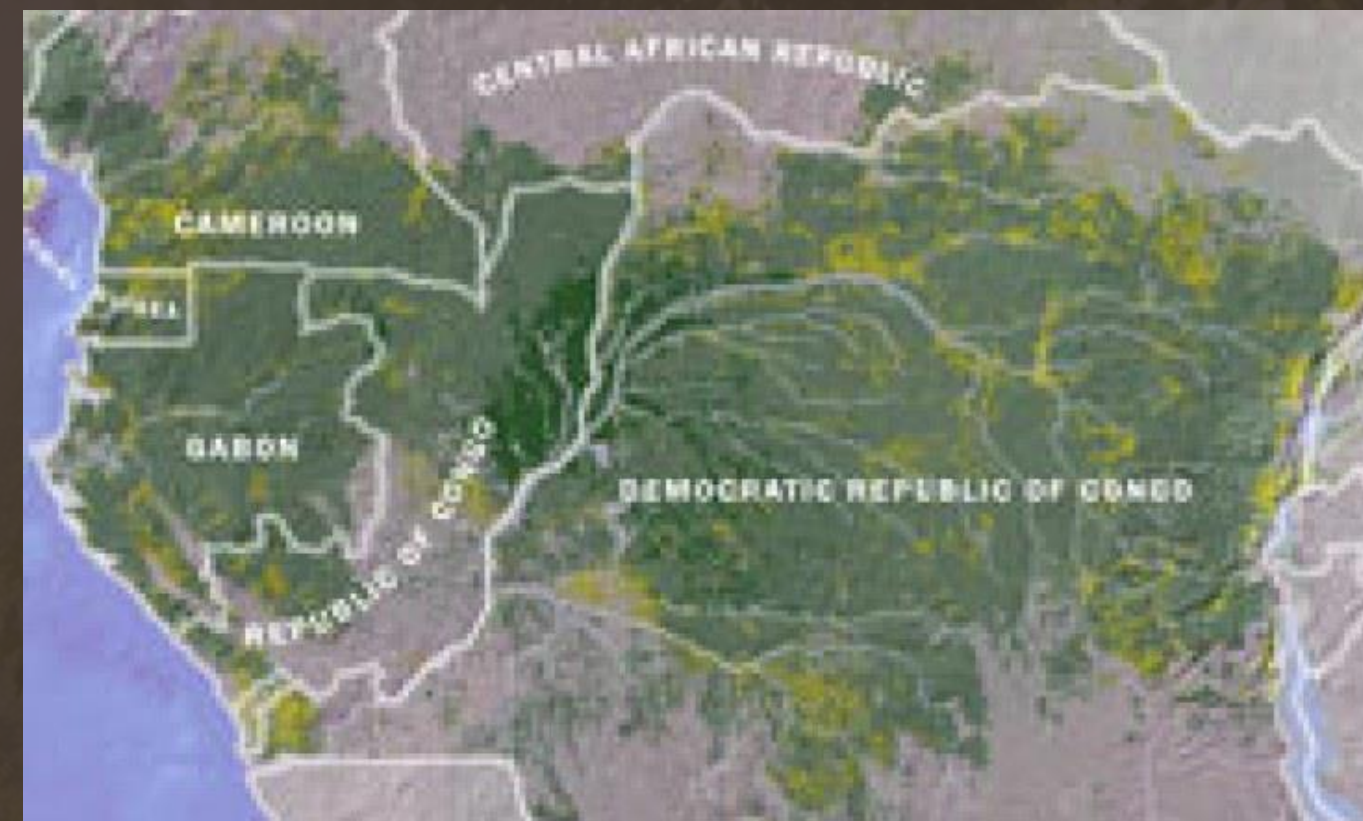 CENTRAL AFRICAN REPUBLIC
CAMEROON
GABON
REPUBLIC OF CONGO
DEMOCRATIC REPUBLIC OF CONGO